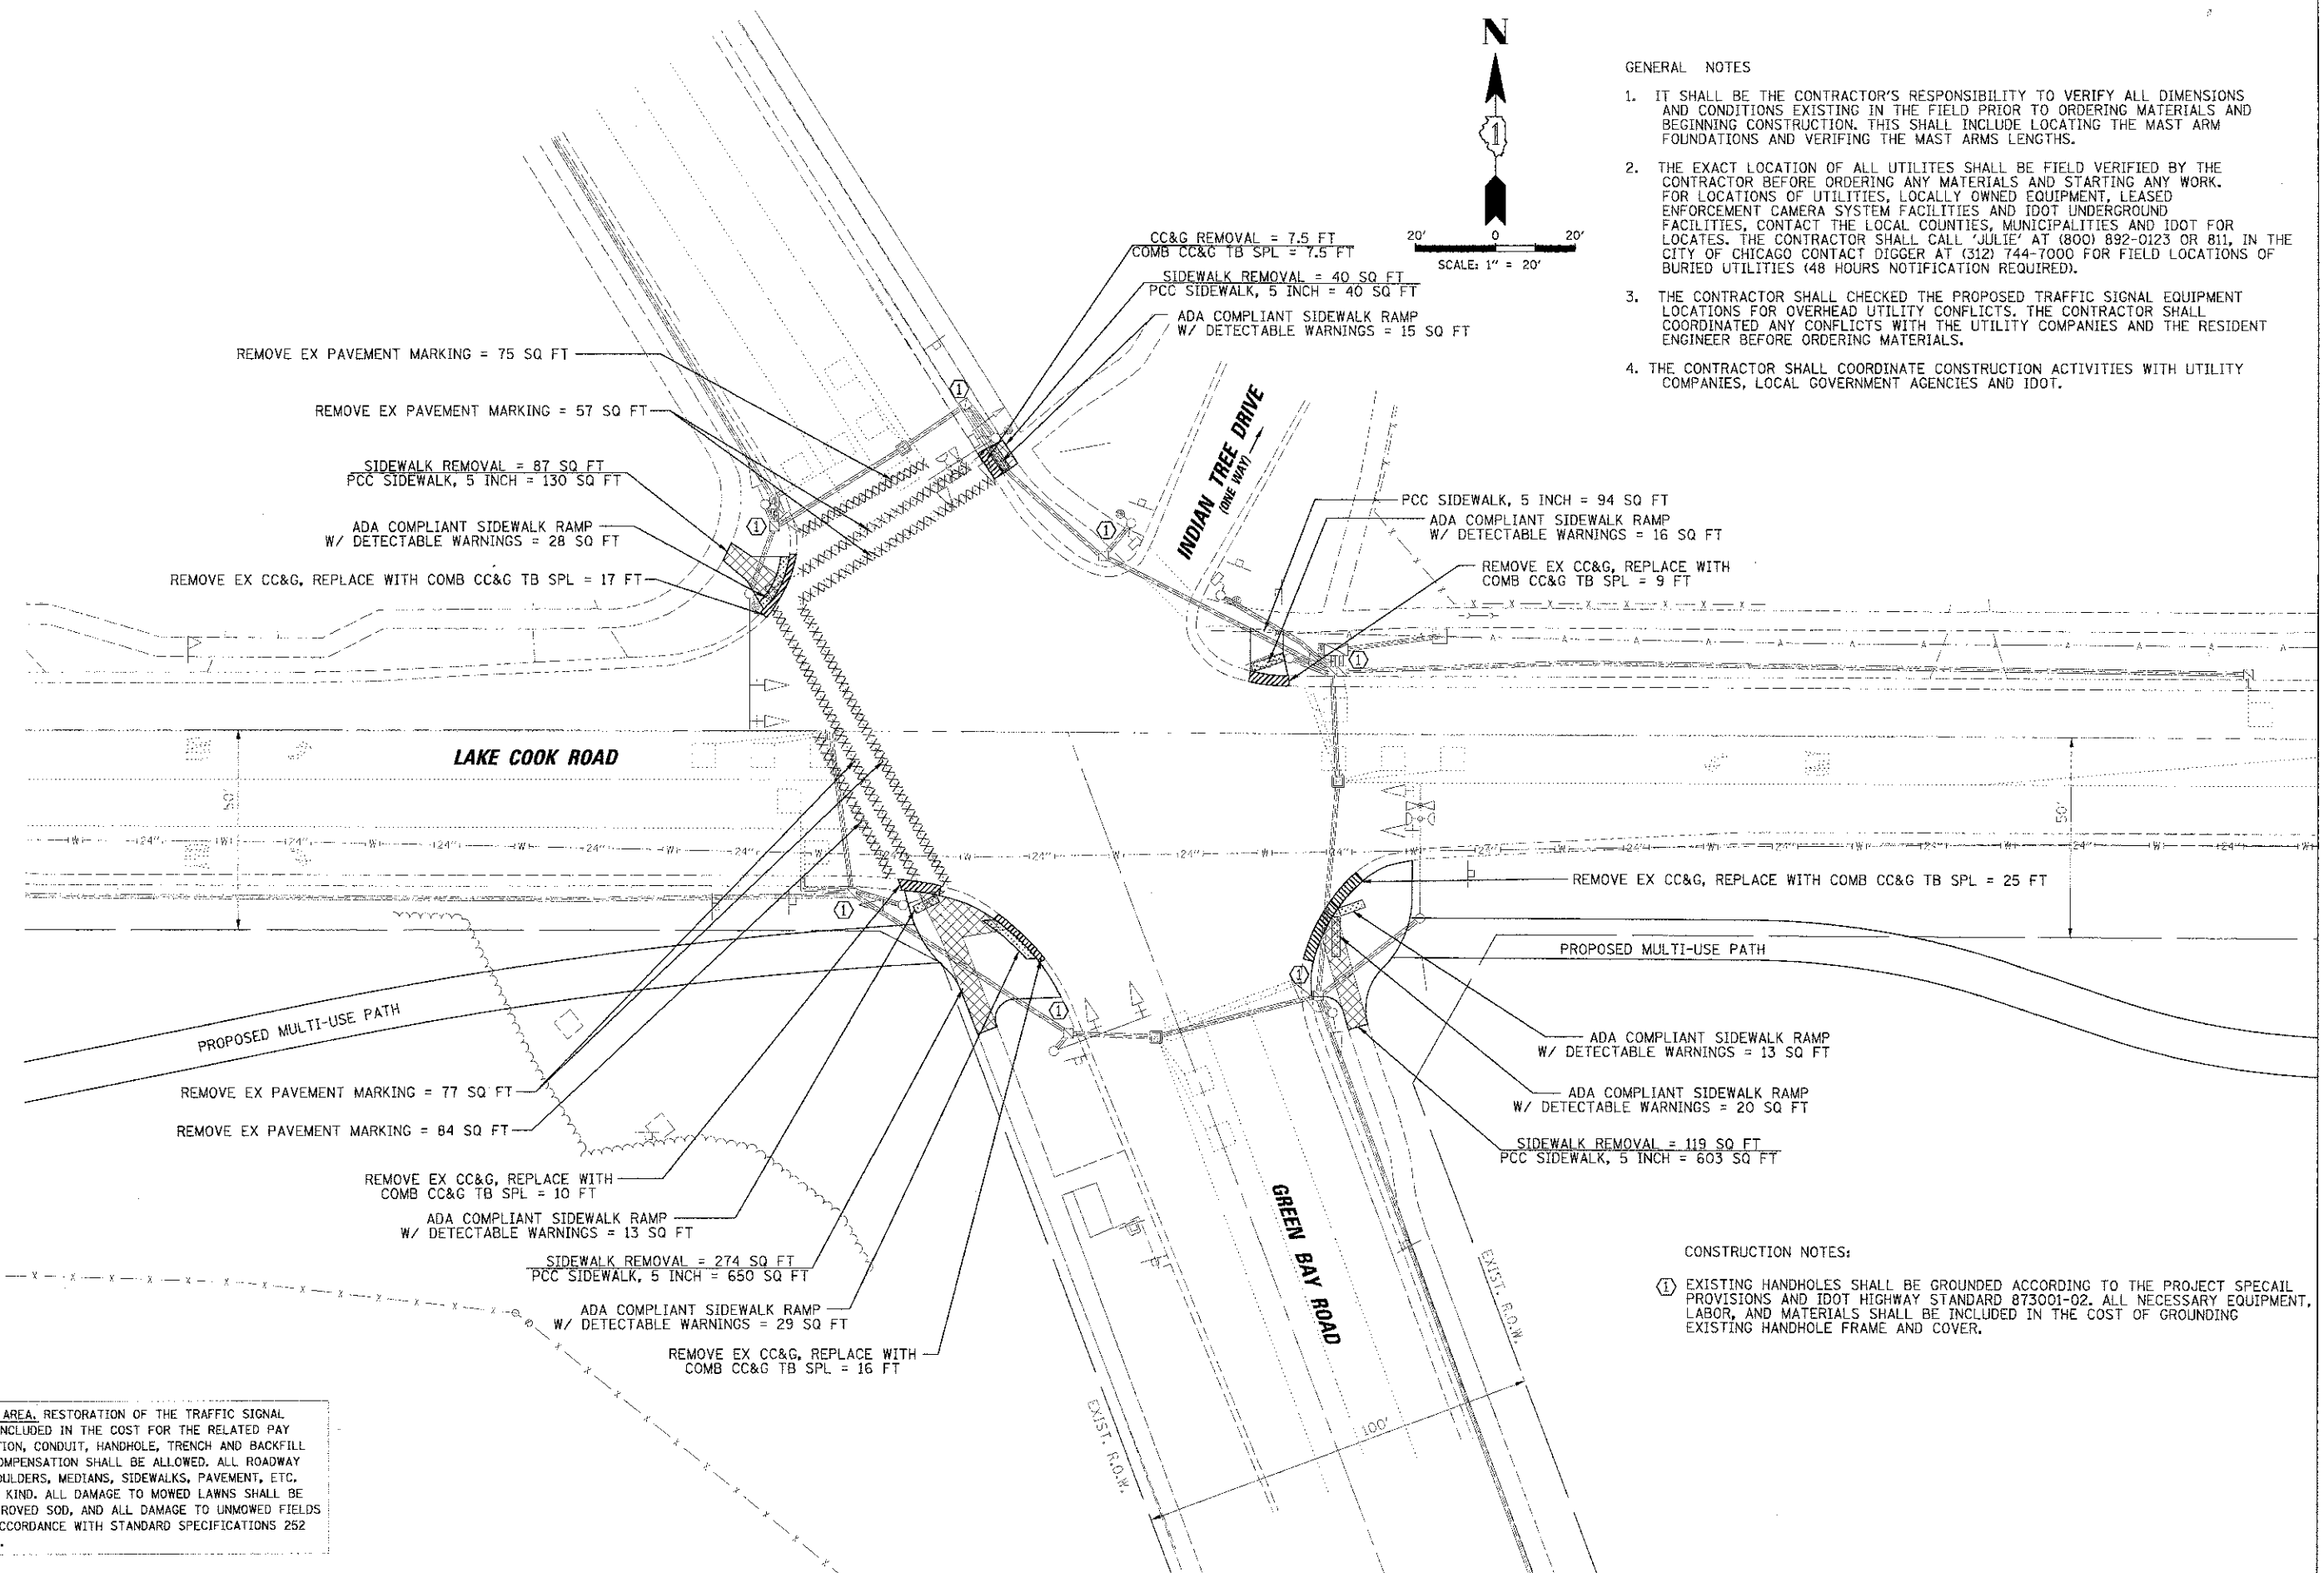 N
1
20' 0 20'
SCALE: 1" = 20'
GENERAL NOTES
1. IT SHALL BE THE CONTRACTOR'S RESPONSIBILITY TO VERIFY ALL DIMENSIONS
AND CONDITIONS EXISTING IN THE FIELD PRIOR TO ORDERING MATERIALS AND
BEGINNING CONSTRUCTION. THIS SHALL INCLUDE LOCATING THE MAST ARM
FOUNDATIONS AND VERIFING THE MAST ARMS LENGTHS.
2. THE EXACT LOCATION OF ALL UTILITES SHALL BE FIELD VERIFIED BY THE
CONTRACTOR BEFORE ORDERING ANY MATERIALS AND STARTING ANY WORK.
FOR LOCATIONS OF UTILITIES, LOCALLY OWNED EQUIPMENT, LEASED
ENFORCEMENT CAMERA SYSTEM FACILITIES AND IDOT UNDERGROUND
FACILITIES, CONTACT THE LOCAL COUNTIES, MUNICIPALITIES AND IDOT FOR
LOCATES. THE CONTRACTOR SHALL CALL 'JULIE' AT (800) 892-0123 OR 811, IN THE
CITY OF CHICAGO CONTACT DIGGER AT (312) 744-7000 FOR FIELD LOCATIONS OF
BURIED UTILITIES (48 HOURS NOTIFICATION REQUIRED).
3. THE CONTRACTOR SHALL CHECKED THE PROPOSED TRAFFIC SIGNAL EQUIPMENT
LOCATIONS FOR OVERHEAD UTILITY CONFLICTS. THE CONTRACTOR SHALL
COORDINATED ANY CONFLICTS WITH THE UTILITY COMPANIES AND THE RESIDENT
ENGINEER BEFORE ORDERING MATERIALS.
4. THE CONTRACTOR SHALL COORDINATE CONSTRUCTION ACTIVITIES WITH UTILITY
COMPANIES, LOCAL GOVERNMENT AGENCIES AND IDOT.
CC&G REMOVAL = 7.5 FT
COMB CC&G TB SPL = 7.5 FT
SIDEWALK REMOVAL = 40 SQ FT
PCC SIDEWALK, 5 INCH = 40 SQ FT
ADA COMPLIANT SIDEWALK RAMP
W/ DETECTABLE WARNINGS = 15 SQ FT
REMOVE EX PAVEMENT MARKING = 75 SQ FT
REMOVE EX PAVEMENT MARKING = 57 SQ FT
SIDEWALK REMOVAL = 87 SQ FT
PCC SIDEWALK, 5 INCH = 130 SQ FT
ADA COMPLIANT SIDEWALK RAMP
W/ DETECTABLE WARNINGS = 28 SQ FT
REMOVE EX CC&G, REPLACE WITH COMB CC&G TB SPL = 17 FT
1
1
1
INDIAN TREE DRIVE
(ONE WAY)
PCC SIDEWALK, 5 INCH = 94 SQ FT
ADA COMPLIANT SIDEWALK RAMP
W/ DETECTABLE WARNINGS = 16 SQ FT
REMOVE EX CC&G, REPLACE WITH
COMB CC&G TB SPL = 9 FT
1
LAKE COOK ROAD
50'
50'
24" W 24" W 24" W 24" W 24" W 24" W 24" W 24" W 24" W
1
REMOVE EX CC&G, REPLACE WITH COMB CC&G TB SPL = 25 FT
PROPOSED MULTI-USE PATH
1
1
PROPOSED MULTI-USE PATH
ADA COMPLIANT SIDEWALK RAMP
W/ DETECTABLE WARNINGS = 13 SQ FT
ADA COMPLIANT SIDEWALK RAMP
W/ DETECTABLE WARNINGS = 20 SQ FT
SIDEWALK REMOVAL = 119 SQ FT
PCC SIDEWALK, 5 INCH = 603 SQ FT
REMOVE EX PAVEMENT MARKING = 77 SQ FT
REMOVE EX PAVEMENT MARKING = 84 SQ FT
REMOVE EX CC&G, REPLACE WITH
COMB CC&G TB SPL = 10 FT
ADA COMPLIANT SIDEWALK RAMP
W/ DETECTABLE WARNINGS = 13 SQ FT
SIDEWALK REMOVAL = 274 SQ FT
PCC SIDEWALK, 5 INCH = 650 SQ FT
ADA COMPLIANT SIDEWALK RAMP
W/ DETECTABLE WARNINGS = 29 SQ FT
REMOVE EX CC&G, REPLACE WITH
COMB CC&G TB SPL = 16 FT
GREEN BAY ROAD
EXIST. R.O.W.
EXIST. R.O.W.
100'
CONSTRUCTION NOTES:
1 EXISTING HANDHOLES SHALL BE GROUNDED ACCORDING TO THE PROJECT SPECAIL
PROVISIONS AND IDOT HIGHWAY STANDARD 873001-02. ALL NECESSARY EQUIPMENT,
LABOR, AND MATERIALS SHALL BE INCLUDED IN THE COST OF GROUNDING
EXISTING HANDHOLE FRAME AND COVER.
AREA. RESTORATION OF THE TRAFFIC SIGNAL
NCLUDED IN THE COST FOR THE RELATED PAY
TION, CONDUIT, HANDHOLE, TRENCH AND BACKFILL
OMPENSATION SHALL BE ALLOWED. ALL ROADWAY
OULDERS, MEDIANS, SIDEWALKS, PAVEMENT, ETC.
KIND. ALL DAMAGE TO MOWED LAWNS SHALL BE
ROVED SOD, AND ALL DAMAGE TO UNMOWED FIELDS
CCORDANCE WITH STANDARD SPECIFICATIONS 252